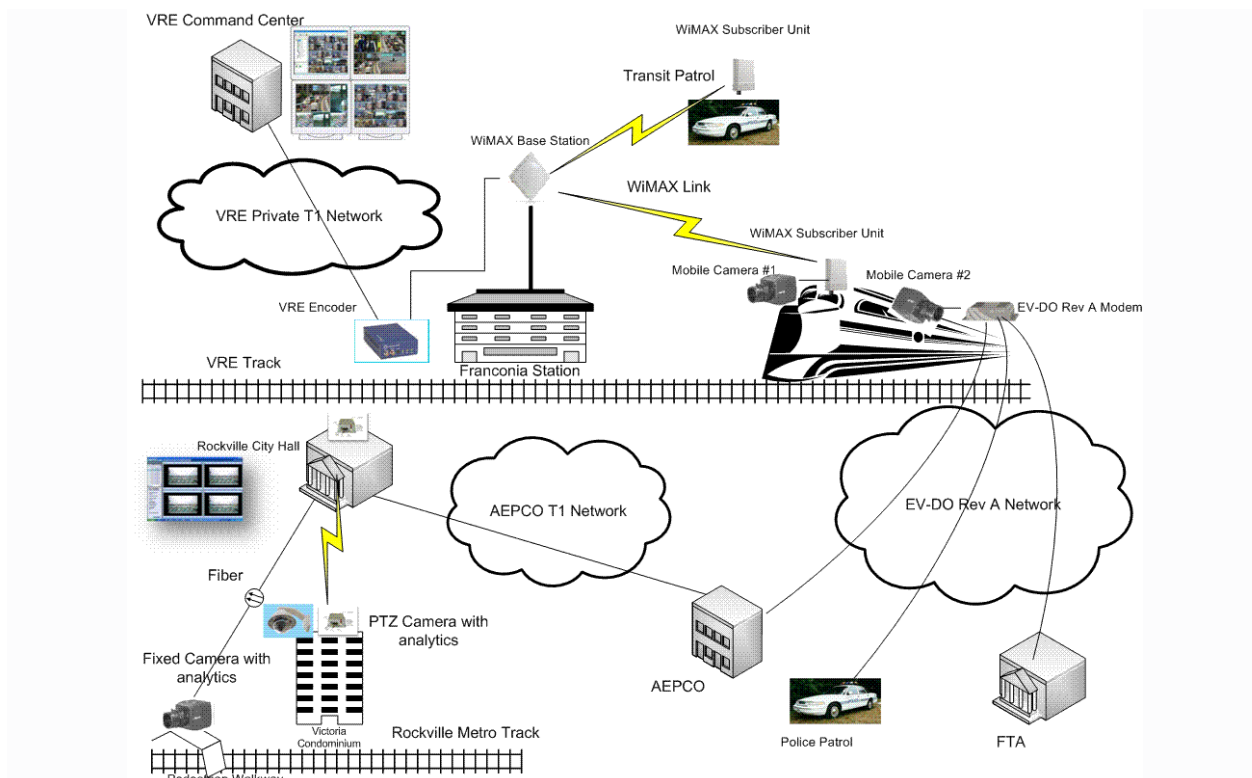 VRE Command Center
WiMAX Subscriber Unit
Transit Patrol
WiMAX Base Station
VRE Private T1 Network
WiMAX Link
WiMAX Subscriber Unit
Mobile Camera #1
Mobile Camera #2
VRE Encoder
EV-DO Rev A Modem
VRE Track
Franconia Station
Rockville City Hall
AEPCO T1 Network
EV-DO Rev A Network
Fiber
PTZ Camera with
analytics
Fixed Camera with
analytics
AEPCO
Victoria
Condominium
Rockville Metro Track
Police Patrol
FTA
Pedestrian Walkway